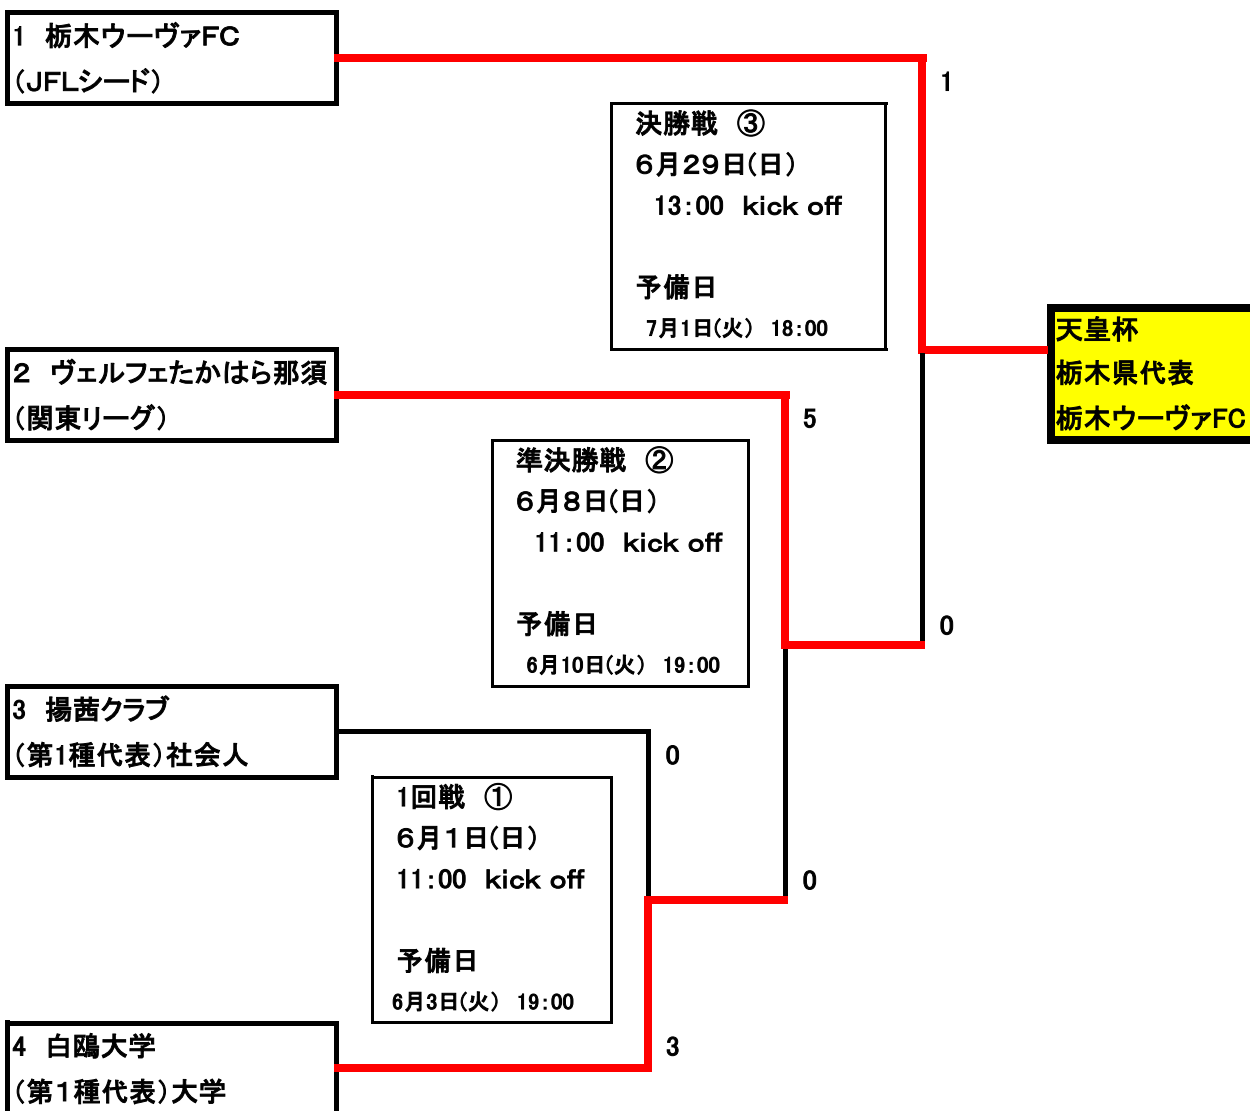 1 栃木ウーヴァFC
(JFLシード)
1
決勝戦 ③
6月29日(日)
13:00 kick off
予備日
7月1日(火) 18:00
天皇杯
栃木県代表
栃木ウーヴァFC
2 ヴェルフェたかはら那須
(関東リーグ)
5
準決勝戦 ②
6月8日(日)
11:00 kick off
予備日
6月10日(火) 19:00
0
3 揚茜クラブ
(第1種代表)社会人
0
1回戦 ①
6月1日(日)
11:00 kick off
予備日
6月3日(火) 19:00
0
4 白鴎大学
(第1種代表)大学
3